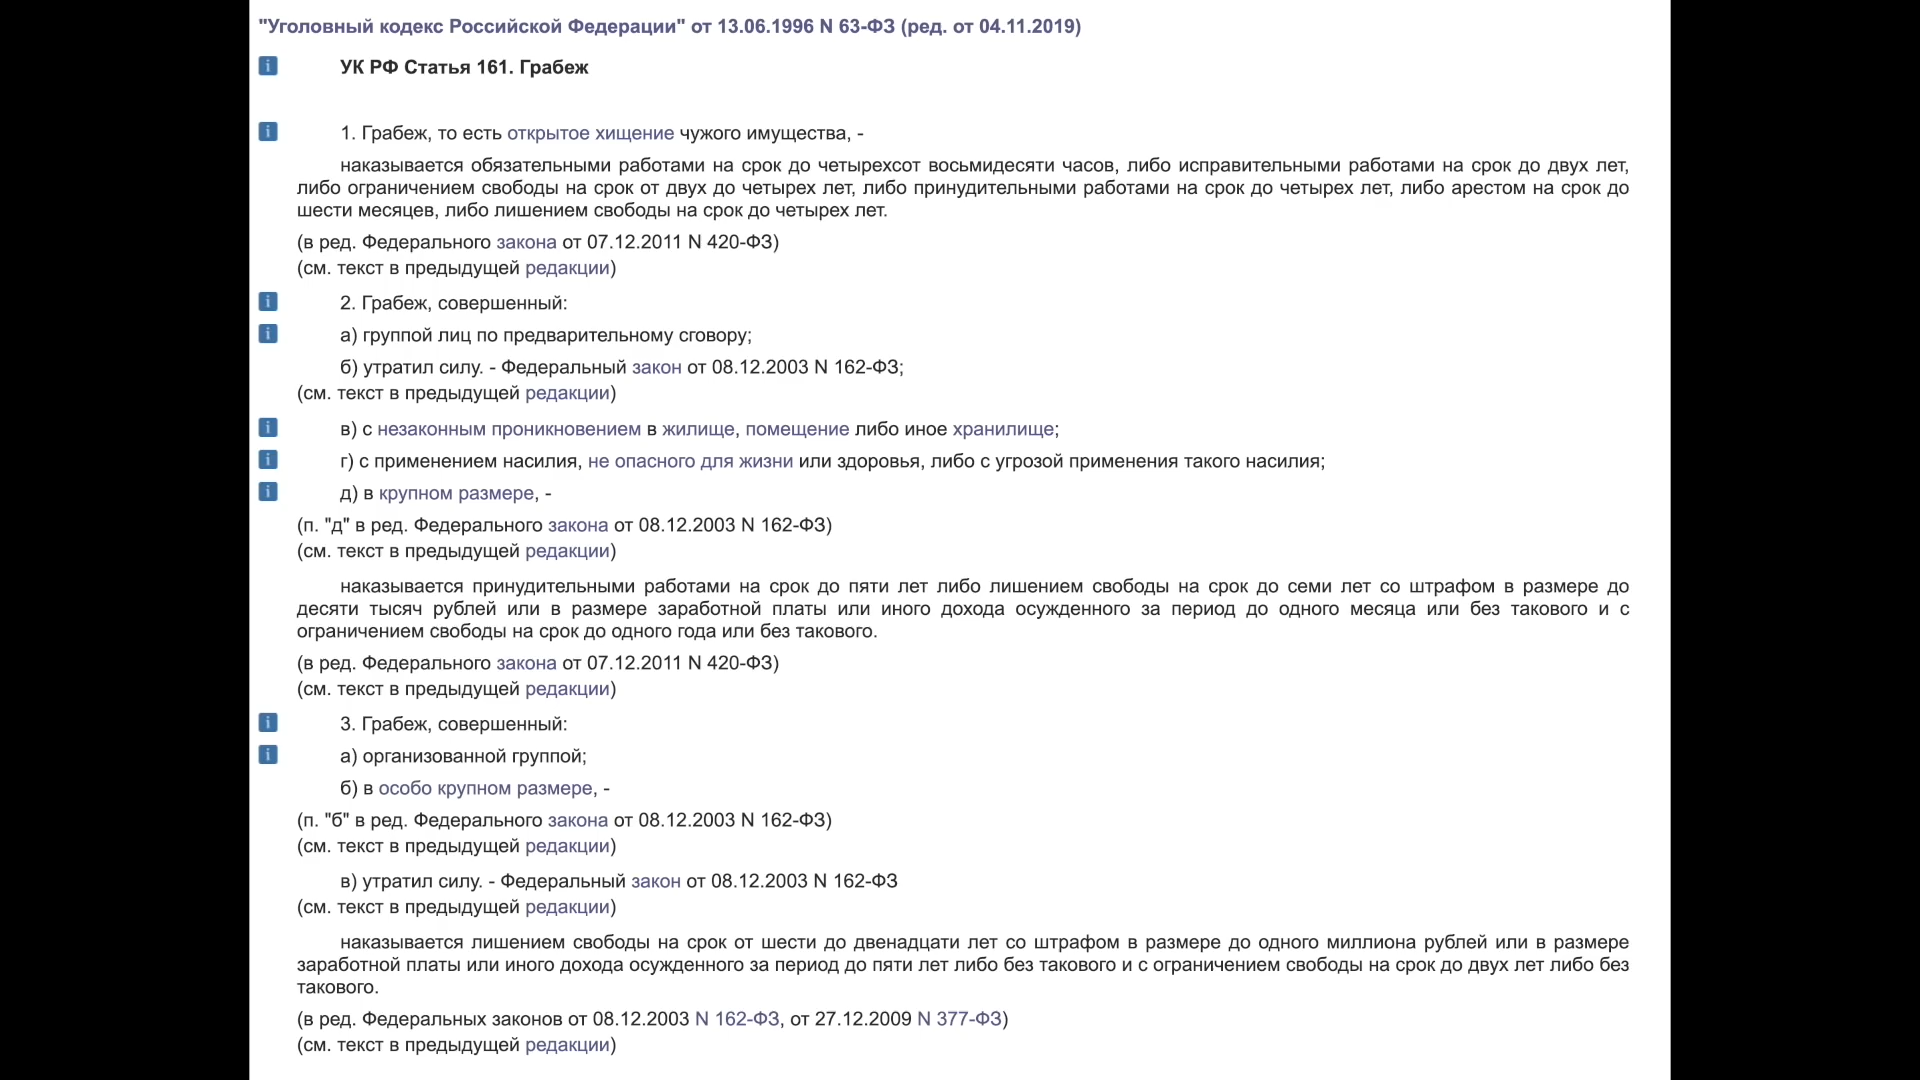 "Уголовный кодекс Российской Федерации" от 13.06.1996 N 63-ФЗ (ред. от 04.11.2019)
УК РФ Статья 161. Грабеж
1. Грабеж, то есть открытое хищение чужого имущества, -
наказывается обязательными работами на срок до четырехсот восьмидесяти часов, либо исправительными работами на срок до двух лет,
либо ограничением свободы на срок от двух до четырех лет, либо принудительными работами на срок до четырех лет, либо арестом на срок до
шести месяцев, либо лишением свободы на срок до четырех лет.
(в ред. Федерального закона от 07.12.2011 N 420-ФЗ)
(см. текст в предыдущей редакции)
2. Грабеж, совершенный:
а) группой лиц по предварительному сговору;
б) утратил силу. - Федеральный закон от 08.12.2003 N 162-ФЗ;
(см. текст в предыдущей редакции)
в) с незаконным проникновением в жилище, помещение либо иное хранилище;
г) с применением насилия, не опасного для жизни или здоровья, либо с угрозой применения такого насилия;
д) в крупном размере, -
(п. "д" в ред. Федерального закона от 08.12.2003 N 162-ФЗ)
(см. текст в предыдущей редакции)
наказывается принудительными работами на срок до пяти лет либо лишением свободы на срок до семи лет со штрафом в размере до
десяти тысяч рублей или в размере заработной платы или иного дохода осужденного за период до одного месяца или без такового и с
ограничением свободы на срок до одного года или без такового.
(в ред. Федерального закона от 07.12.2011 N 420-ФЗ)
(см. текст в предыдущей редакции)
3. Грабеж, совершенный:
а) организованной группой;
б) в особо крупном размере, -
(п. "б" в ред. Федерального закона от 08.12.2003 N 162-ФЗ)
(см. текст в предыдущей редакции)
в) утратил силу. - Федеральный закон от 08.12.2003 N 162-ФЗ
(см. текст в предыдущей редакции)
наказывается лишением свободы на срок от шести до двенадцати лет со штрафом в размере до одного миллиона рублей или в размере
заработной платы или иного дохода осужденного за период до пяти лет либо без такового и с ограничением свободы на срок до двух лет либо без
такового.
(в ред. Федеральных законов от 08.12.2003 N 162-ФЗ, от 27.12.2009 N 377-ФЗ)
(см. текст в предыдущей редакции)